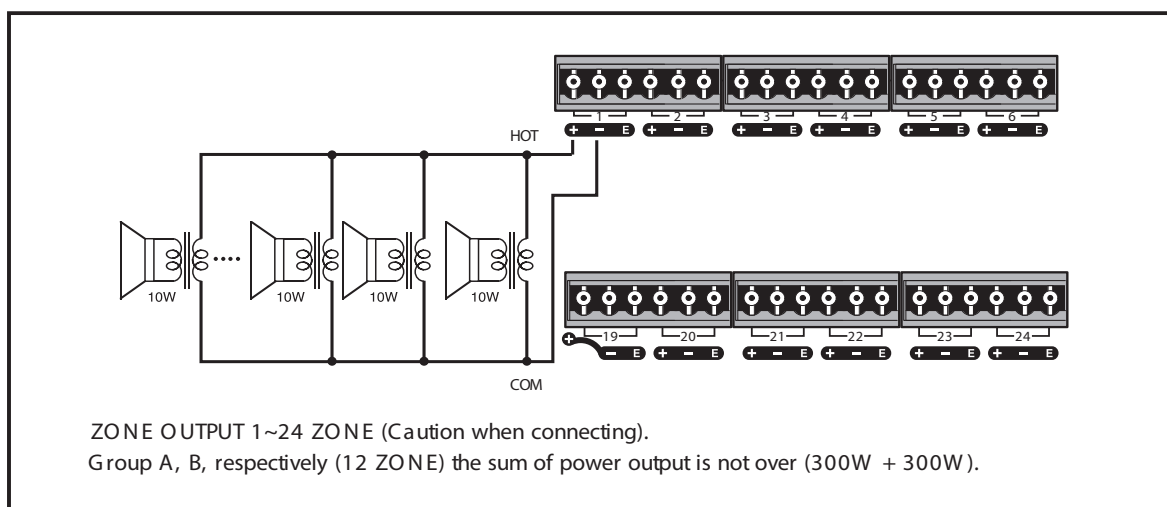 1 2 3 4 5 6
+ - E + - E + - E + - E + - E + - E
HOT
10W 10W 10W 10W
19 20 21 22 23 24
+ - E + - E + - E + - E + - E + - E
COM
ZONE OUTPUT 1~24 ZONE (Caution when connecting).
Group A, B, respectively (12 ZONE) the sum of power output is not over (300W + 300W).